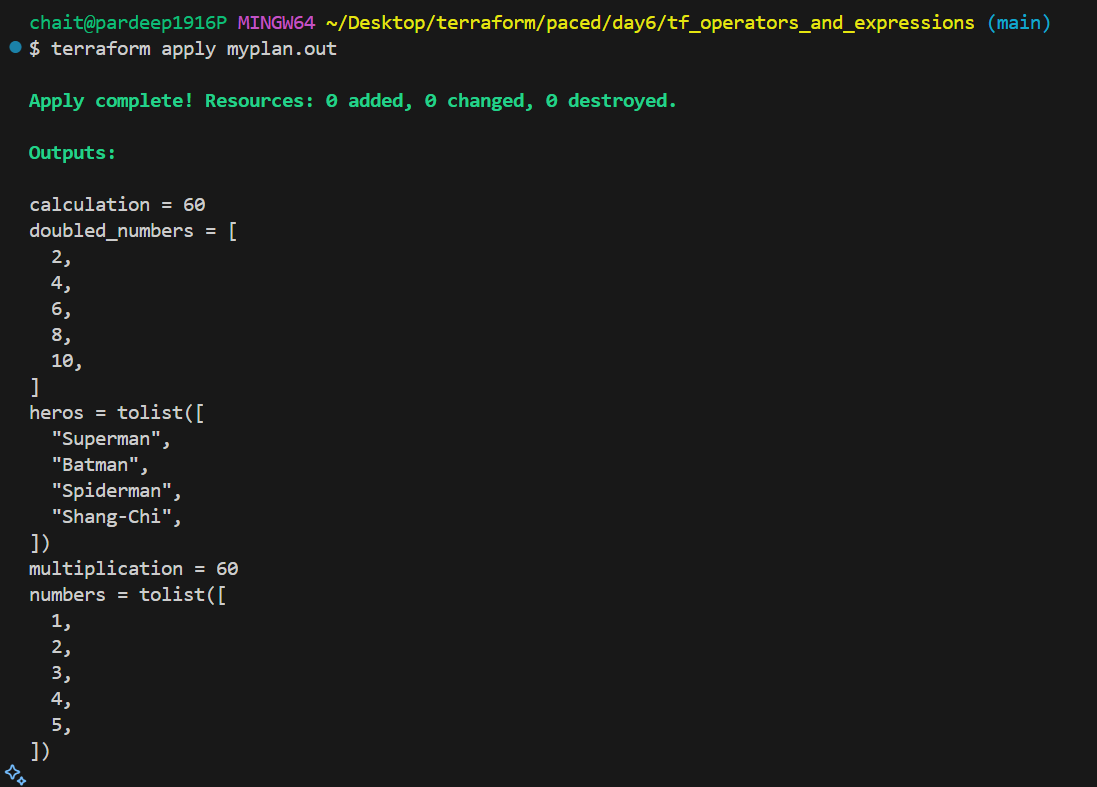 chait@pardeep1916P MINGW64 ~/Desktop/terraform/paced/day6/tf_operators_and_expressions (main)
$ terraform apply myplan.out
Apply complete! Resources: 0 added, 0 changed, 0 destroyed.
Outputs:
calculation = 60
doubled_numbers = [
  2,
  4,
  6,
  8,
  10,
]
heros = tolist([
  "Superman",
  "Batman",
  "Spiderman",
  "Shang-Chi",
])
multiplication = 60
numbers = tolist([
  1,
  2,
  3,
  4,
  5,
])